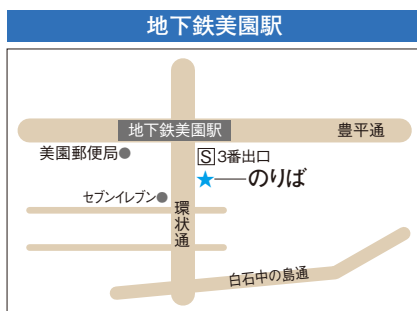 地下鉄美園駅
地下鉄美園駅
豊平通
美園郵便局●
S 3番出口
★──のりば
セブンイレブン●
環状通
白石中の島通